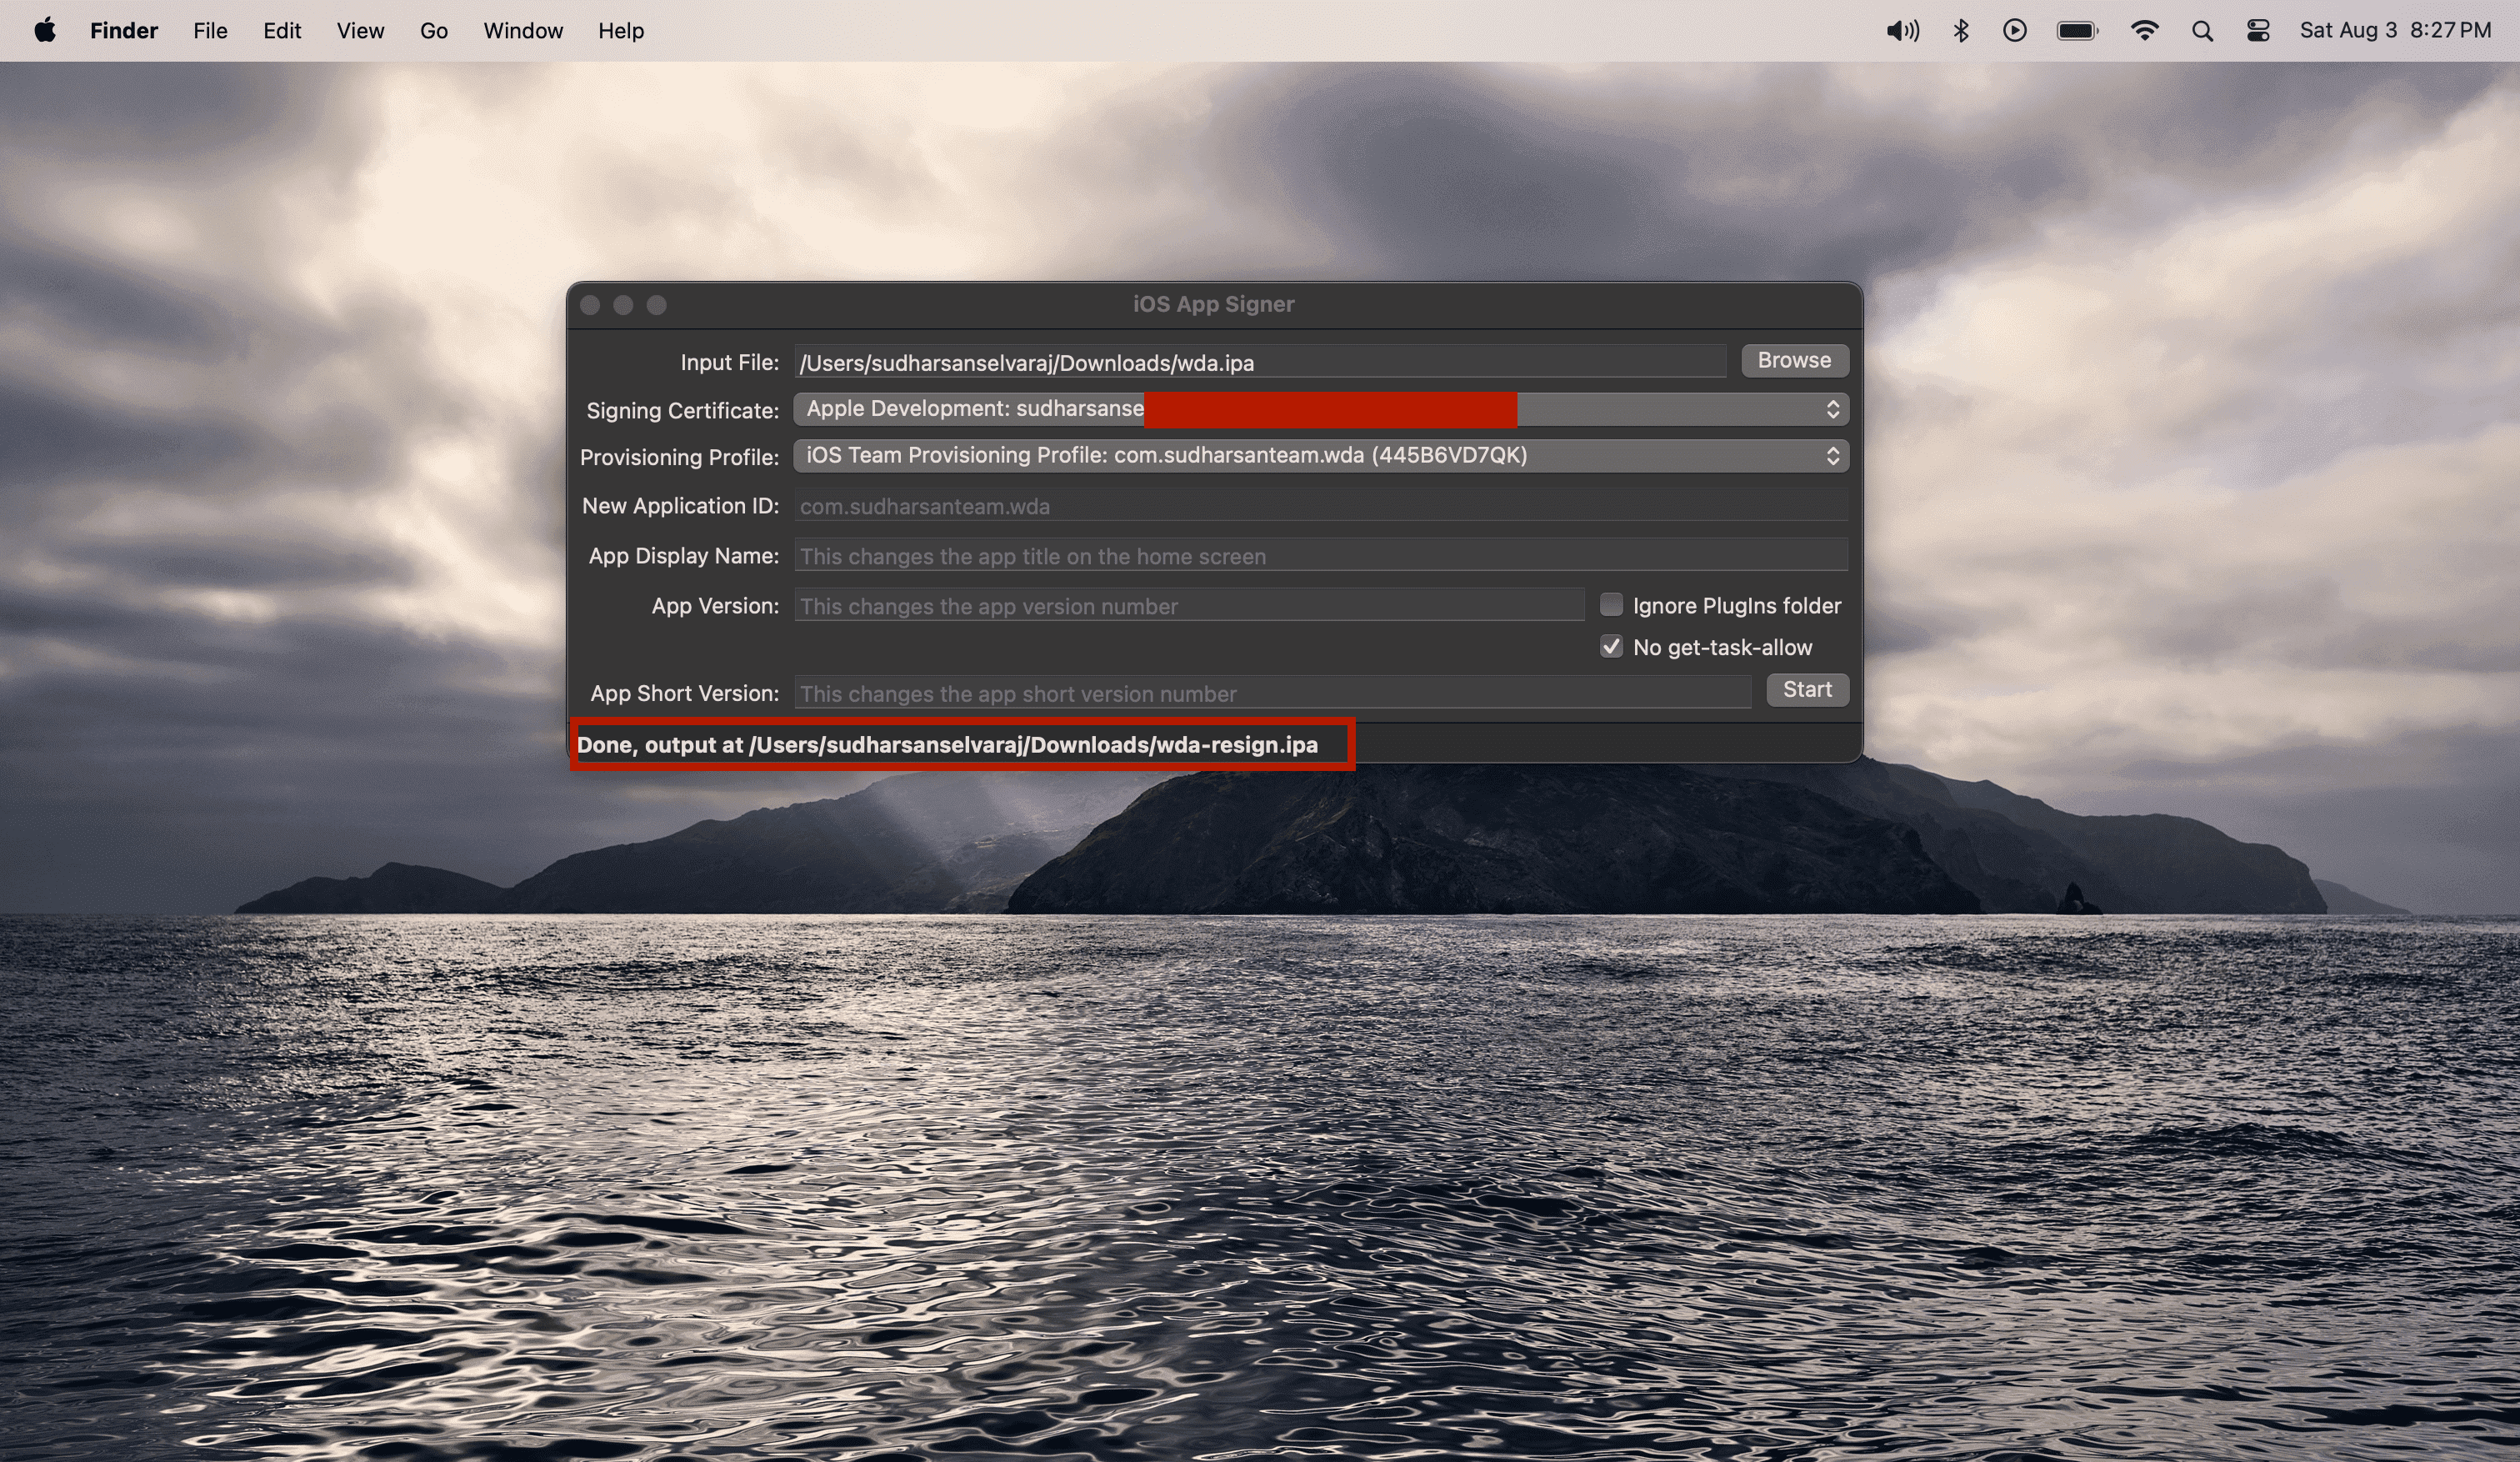 Finder File Edit View Go Window Help Sat Aug 3 8:27 PM
iOS App Signer
Input File: /Users/sudharsanselvaraj/Downloads/wda.ipa Browse
Signing Certificate: Apple Development: sudharsanse
Provisioning Profile: iOS Team Provisioning Profile: com.sudharsanteam.wda (445B6VD7QK)
New Application ID: com.sudharsanteam.wda
App Display Name: This changes the app title on the home screen
App Version: This changes the app version number Ignore PlugIns folder
No get-task-allow
App Short Version: This changes the app short version number Start
Done, output at /Users/sudharsanselvaraj/Downloads/wda-resign.ipa